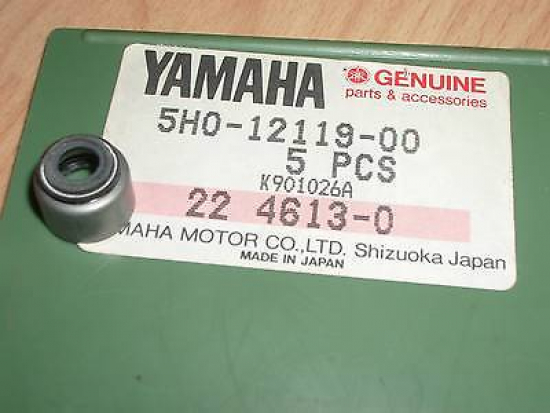 YAMAHA
GENUINE
parts & accessories
5H0-12119-00
5 PCS
K901026A
22 4613-0
MAHA MOTOR CO.,LTD. Shizuoka Japan
MADE IN JAPAN